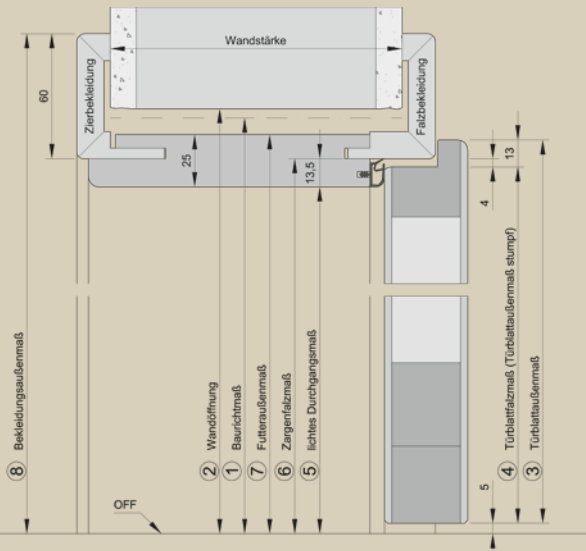 Wandstärke
Zierbekleidung
Falzbekleidung
60
25
13,5
13
4
⑧ Bekleidungsaußenmaß
② Wandöffnung
① Baurichtmaß
⑦ Futteraußenmaß
⑥ Zargenfalzmaß
⑤ lichtes Durchgangsmaß
④ Türblattfalzmaß (Türblattaußenmaß stumpf)
③ Türblattaußenmaß
5
OFF